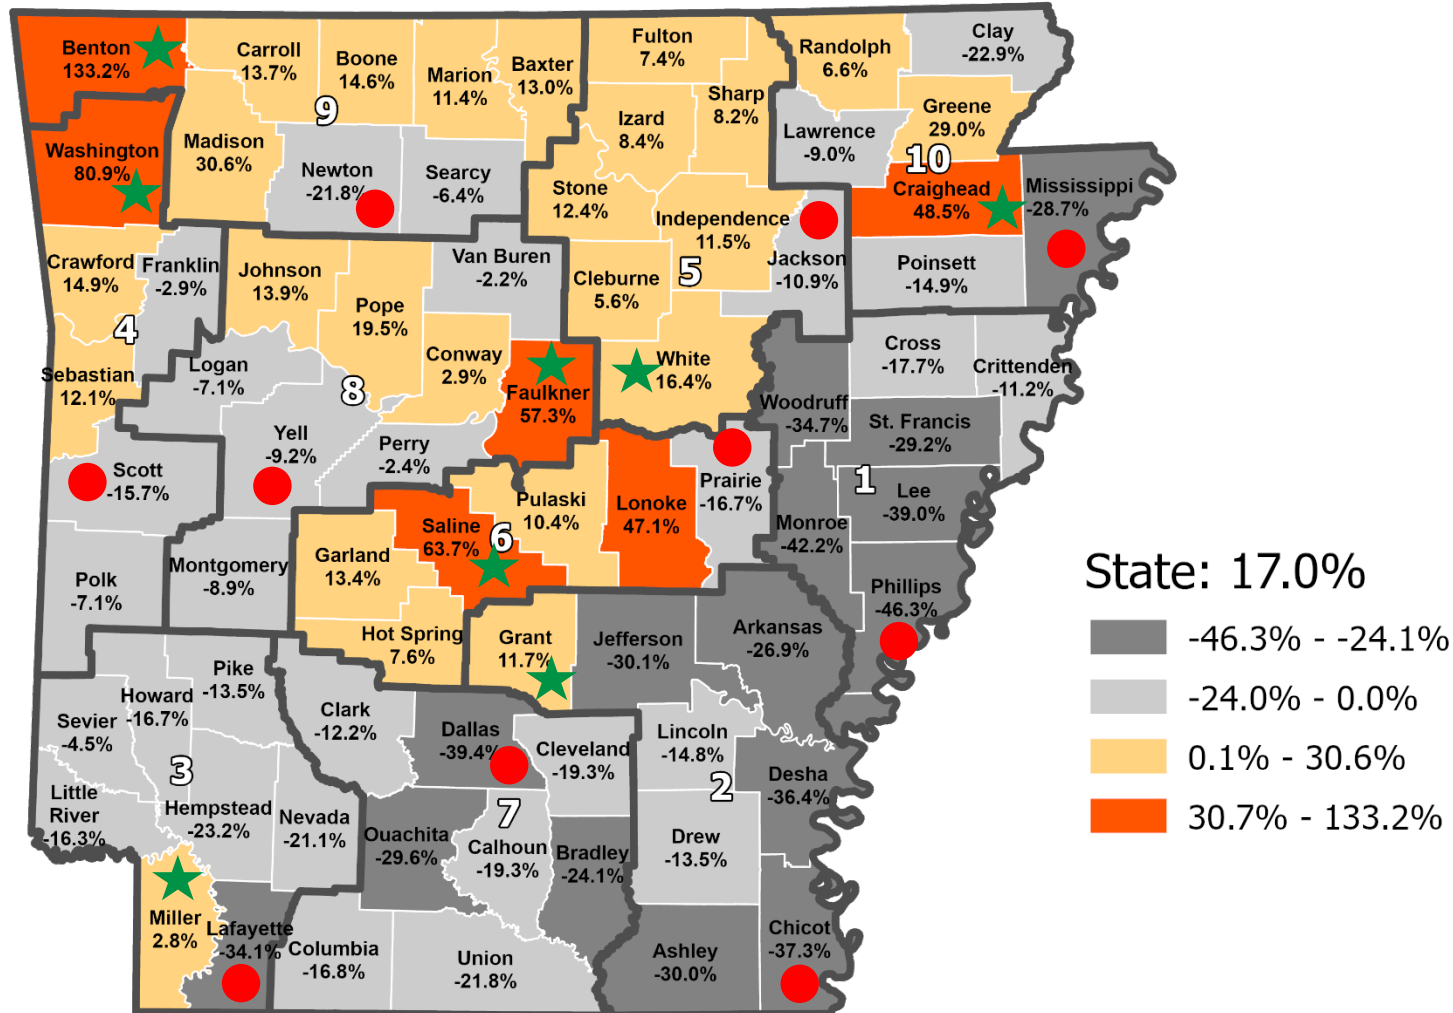 Benton
133.2%
Carroll
13.7%
Boone
14.6%
Marion
11.4%
Baxter
13.0%
Fulton
7.4%
Sharp
8.2%
Randolph
6.6%
Clay
-22.9%
Washington
80.9%
Madison
30.6%
9
Newton
-21.8%
Searcy
-6.4%
Izard
8.4%
Stone
12.4%
Independence
11.5%
Lawrence
-9.0%
Greene
29.0%
10
Craighead
48.5%
Mississippi
-28.7%
Crawford
14.9%
Franklin
-2.9%
Johnson
13.9%
Pope
19.5%
Van Buren
-2.2%
Cleburne
5.6%
5
Jackson
-10.9%
Poinsett
-14.9%
4
Sebastian
12.1%
Logan
-7.1%
8
Conway
2.9%
Faulkner
57.3%
White
16.4%
Woodruff
-34.7%
Cross
-17.7%
Crittenden
-11.2%
St. Francis
-29.2%
Scott
-15.7%
Yell
-9.2%
Perry
-2.4%
Pulaski
10.4%
Lonoke
47.1%
Prairie
-16.7%
1
Lee
-39.0%
Monroe
-42.2%
Polk
-7.1%
Montgomery
-8.9%
Garland
13.4%
Saline
63.7%
6
Phillips
-46.3%
Hot Spring
7.6%
Grant
11.7%
Jefferson
-30.1%
Arkansas
-26.9%
Sevier
-4.5%
Howard
-16.7%
Pike
-13.5%
Clark
-12.2%
Dallas
-39.4%
Cleveland
-19.3%
Lincoln
-14.8%
Desha
-36.4%
3
2
Little
River
-16.3%
Hempstead
-23.2%
Nevada
-21.1%
Ouachita
-29.6%
7
Calhoun
-19.3%
Bradley
-24.1%
Drew
-13.5%
Miller
2.8%
Lafayette
-34.1%
Columbia
-16.8%
Union
-21.8%
Ashley
-30.0%
Chicot
-37.3%
State: 17.0%
-46.3% - -24.1%
-24.0% - 0.0%
0.1% - 30.6%
30.7% - 133.2%